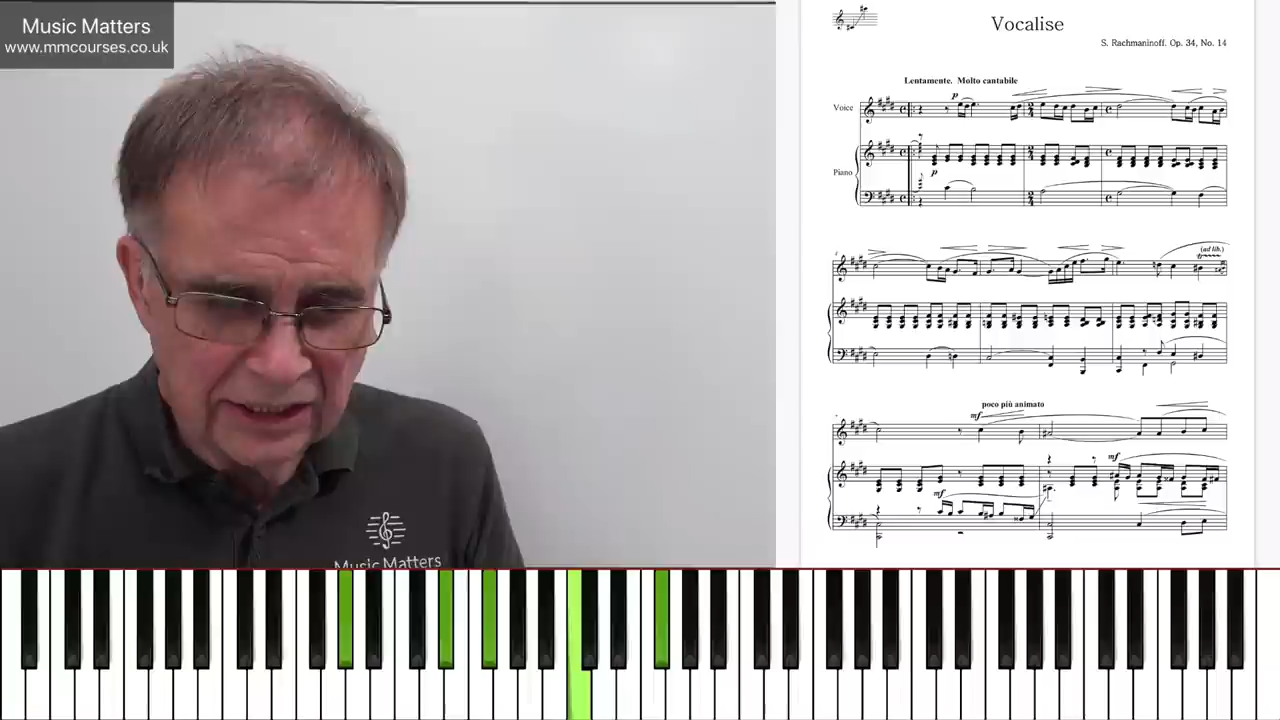 Music Matters
www.mmcourses.co.uk
Vocalise
S. Rachmaninoff. Op. 34, No. 14
Lentamente. Molto cantabile
p
Voice
Piano
p
(ad lib.)
poco più animato
mf
mf
mf
Music Matters